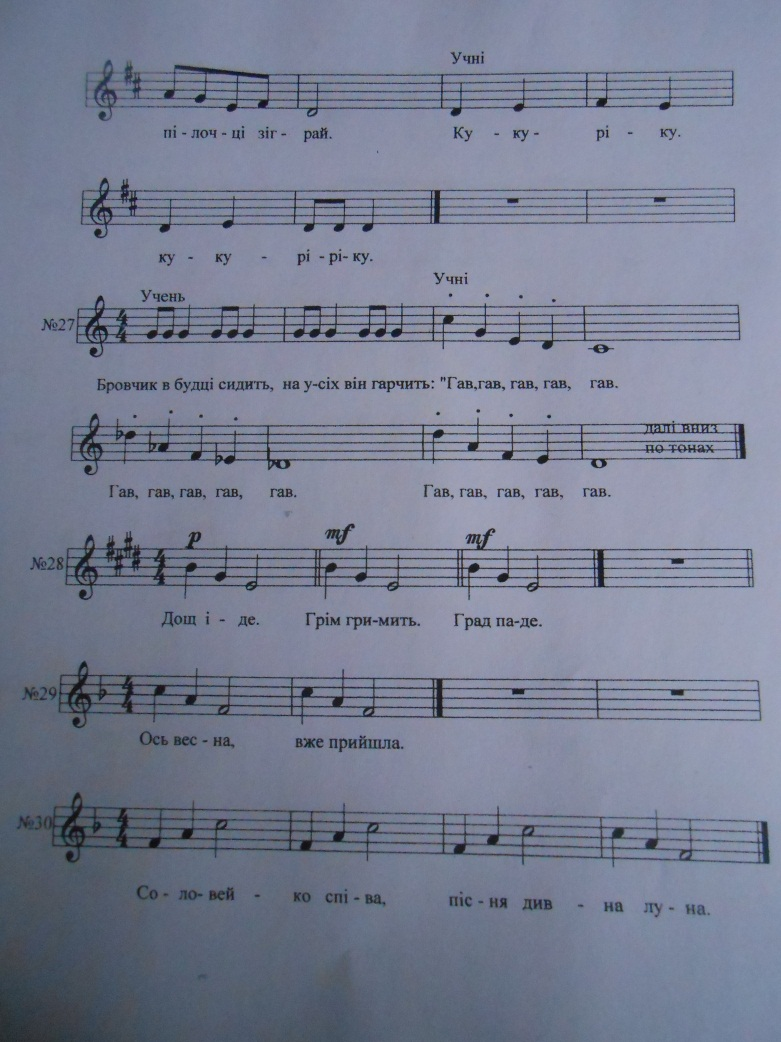 Учні
пі - лоч - ці зіг - рай. Ку - ку - рі - ку.
ку - ку - рі - рі- ку.
Учні
Учень
№27
Бровчик в будці сидить, на у-сіх він гарчить: "Гав,гав, гав, гав, гав.
далі вниз
по тонах
Гав, гав, гав, гав, гав. Гав, гав, гав, гав, гав.
p mf mf
№28
Дощ і - де. Грім гри-мить. Град па-де.
№29
Ось вес - на, вже прийшла.
№30
Со - ло- вей - ко спі - ва, піс - ня див - на лу - на.